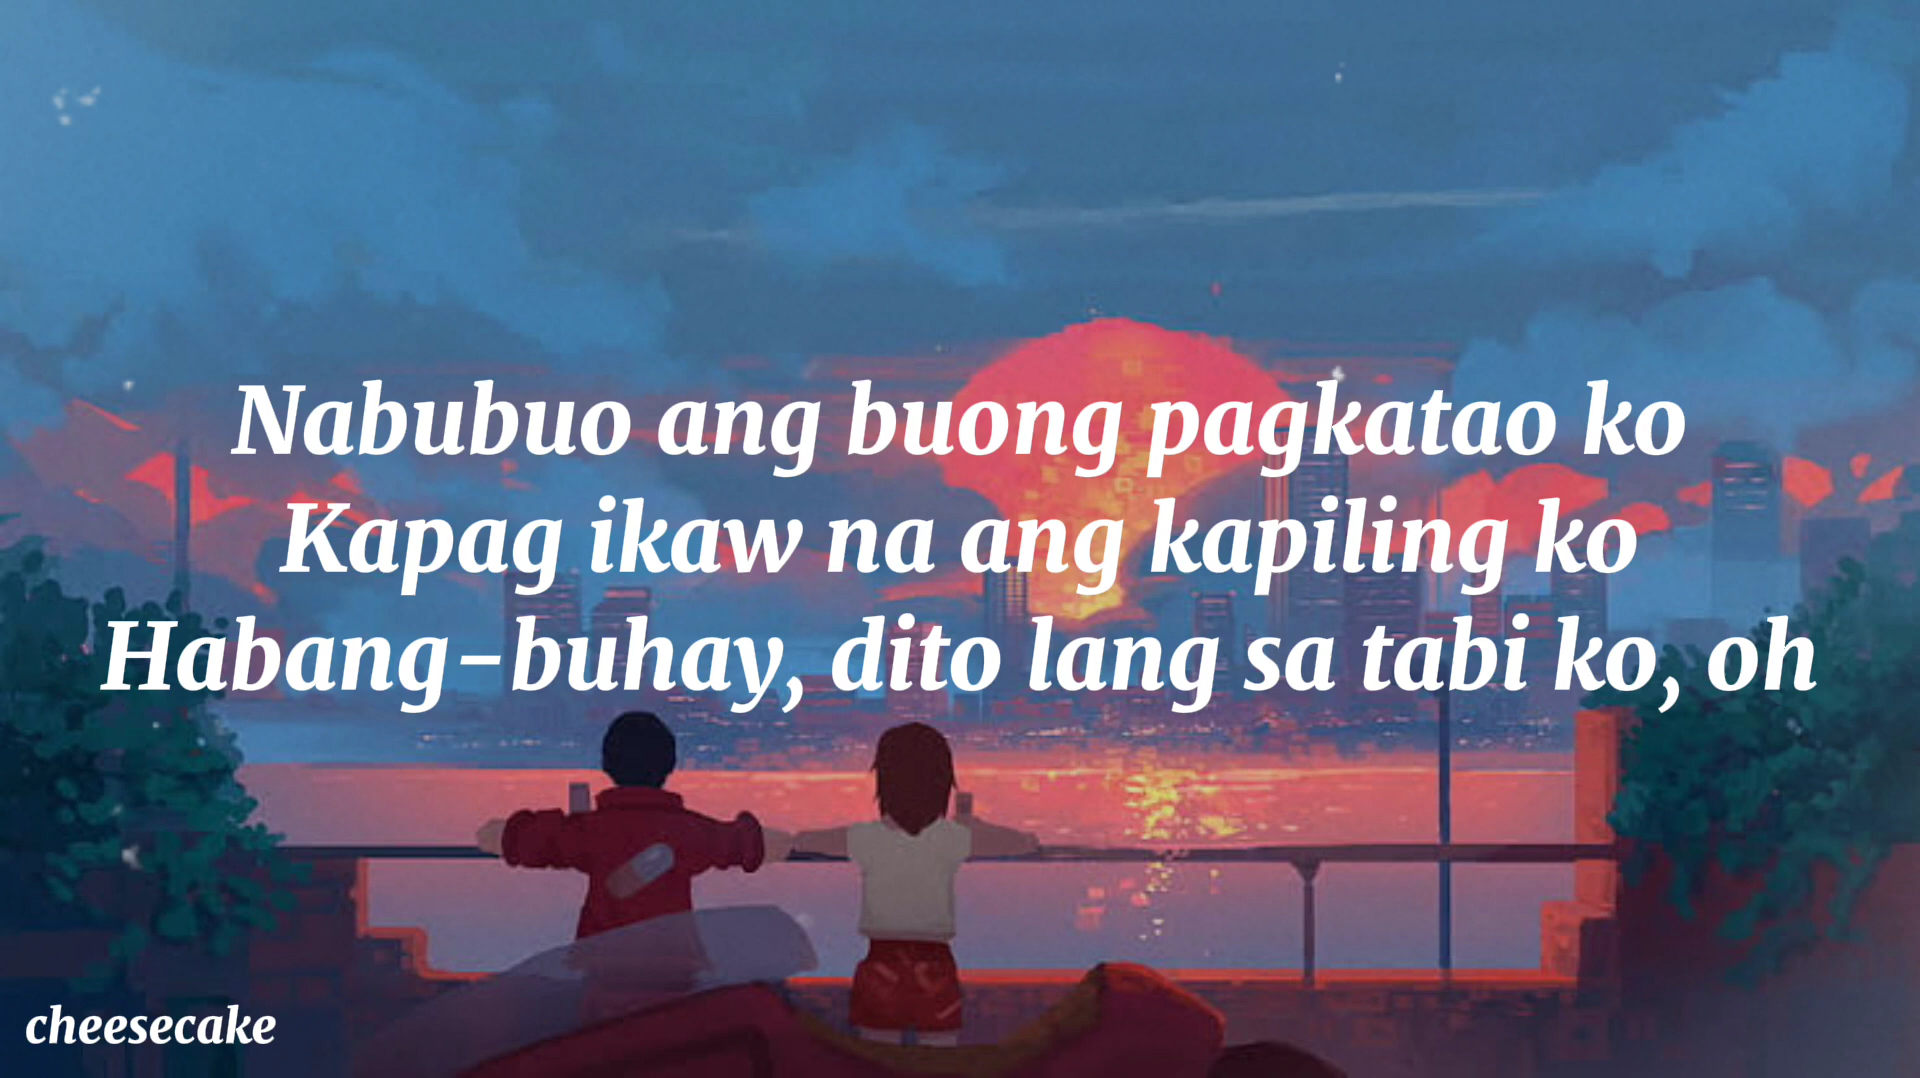 Nabubuo ang buong pagkatao ko
Kapag ikaw na ang kapiling ko
Habang-buhay, dito lang sa tabi ko, oh
cheesecake